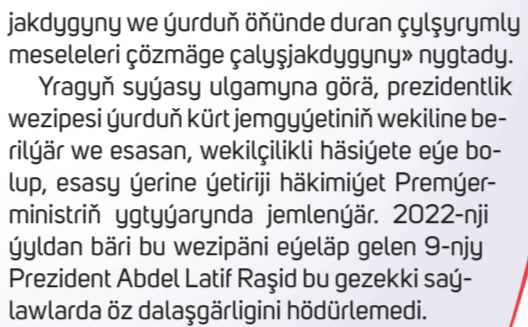 jakdygyny we ýurduň öňünde duran çylşyrymly
meseleleri çözmäge çalyşjakdygyny» nygtady.
Yragyň syýasy ulgamyna görä, prezidentlik
wezipesi ýurduň kürt jemgyýetiniň wekiline be-
rilýär we esasan, wekilçilikli häsiýete eýe bo-
lup, esasy ýerine ýetiriji häkimiýet Premýer-
ministriň ygtyýarynda jemlenýär. 2022-nji
ýyldan bäri bu wezipäni eýeläp gelen 9-njy
Prezident Abdel Latif Raşid bu gezekki saý-
lawlarda öz dalaşgärligini hödürlemedi.